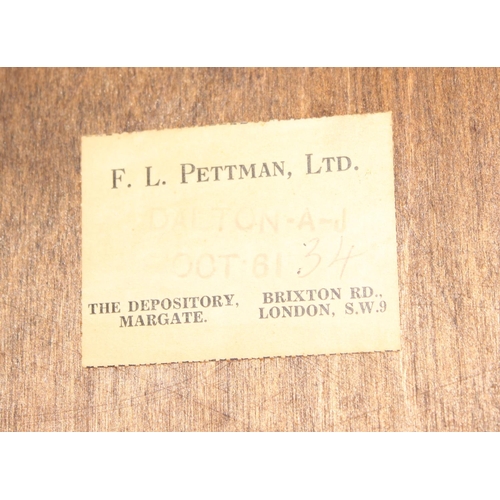 F. L. PETTMAN, LTD.
DALTON-A-J
OCT 61 34
THE DEPOSITORY, BRIXTON RD.,
MARGATE. LONDON, S.W.9